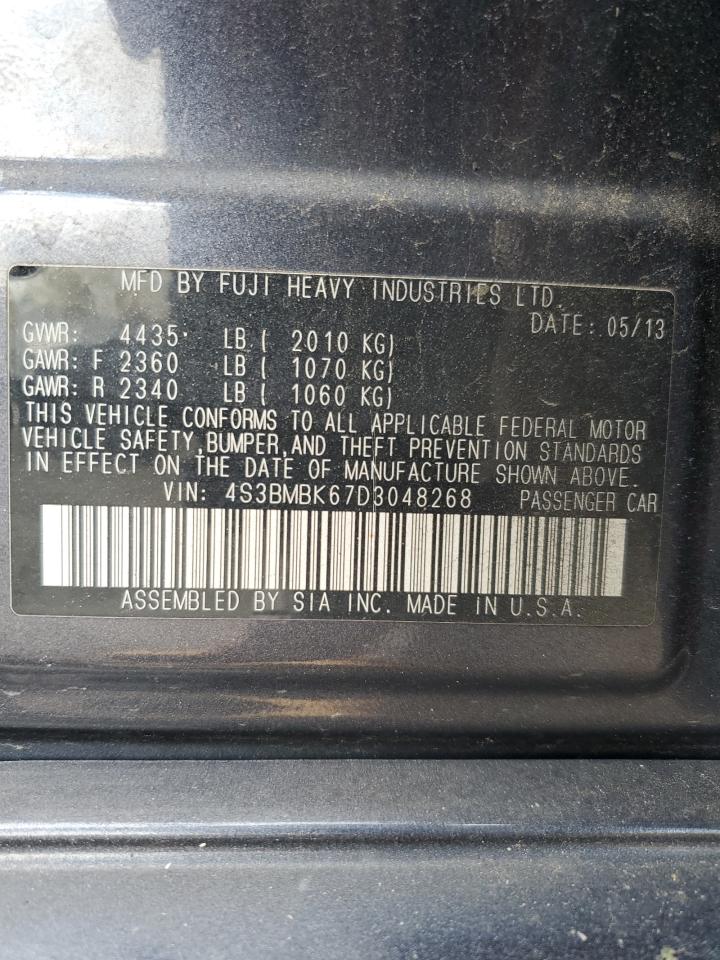 MFD BY FUJI HEAVY INDUSTRIES LTD.
DATE: 05/13
GVWR: 4435 LB ( 2010 KG)
GAWR: F 2360 LB ( 1070 KG)
GAWR: R 2340 LB ( 1060 KG)
THIS VEHICLE CONFORMS TO ALL APPLICABLE FEDERAL MOTOR
VEHICLE SAFETY, BUMPER, AND THEFT PREVENTION STANDARDS
IN EFFECT ON THE DATE OF MANUFACTURE SHOWN ABOVE.
VIN: 4S3BMBK67D3048268 PASSENGER CAR
ASSEMBLED BY SIA INC. MADE IN U.S.A.